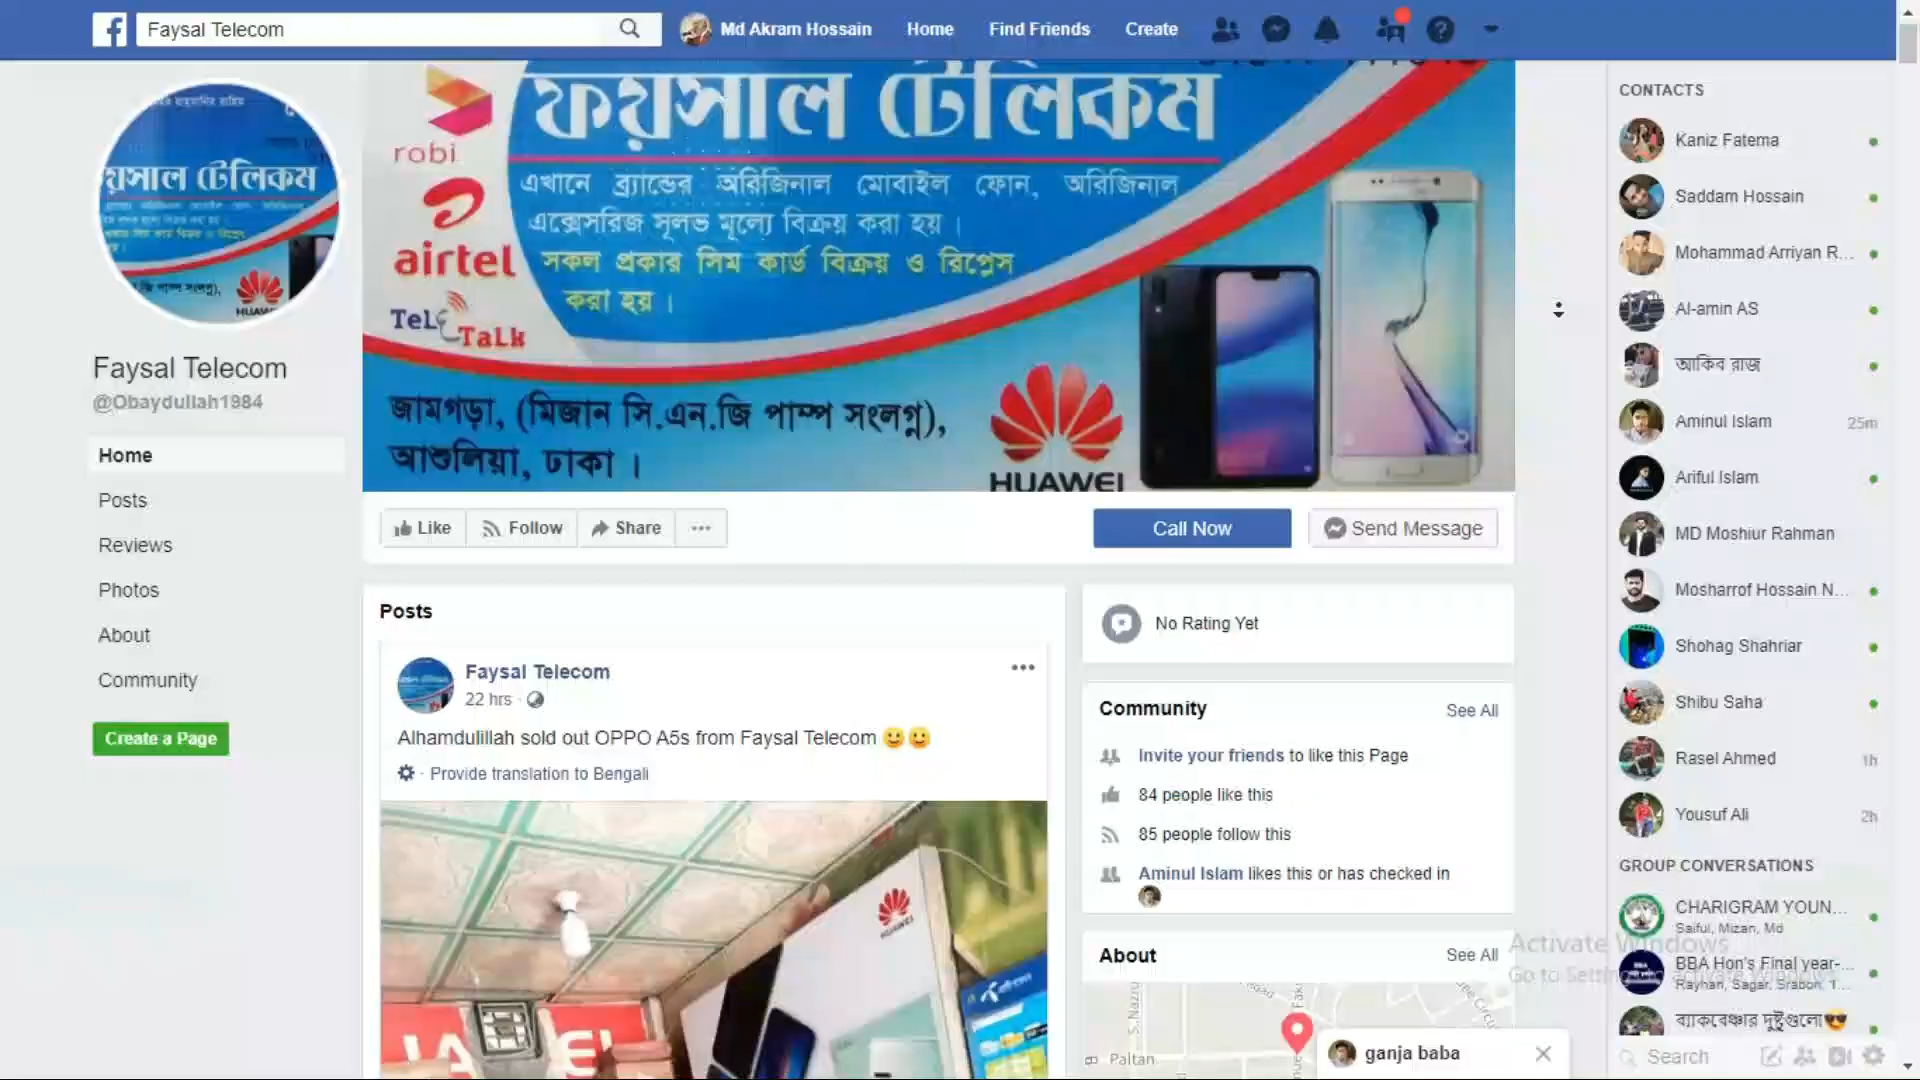 Faysal Telecom
Md Akram Hossain
Home
Find Friends
Create
ফয়সাল টেলিকম
robi
এখানে ব্র্যান্ডের অরিজিনাল মোবাইল ফোন, অরিজিনাল
এক্সেসরিজ সূলভ মূল্যে বিক্রয় করা হয়।
airtel
সকল প্রকার সিম কার্ড বিক্রয় ও রিপ্লেস
করা হয়।
TeleTalk
জামগড়া, (মিজান সি.এন.জি পাম্প সংলগ্ন),
আশুলিয়া, ঢাকা।
HUAWEI
Faysal Telecom
@Obaydullah1984
Home
Posts
Reviews
Photos
About
Community
Create a Page
Like
Follow
Share
Call Now
Send Message
Posts
Faysal Telecom
22 hrs ·
Alhamdulillah sold out OPPO A5s from Faysal Telecom 🙂🙂
· Provide translation to Bengali
HUAWEI
No Rating Yet
Community
See All
Invite your friends to like this Page
84 people like this
85 people follow this
Aminul Islam likes this or has checked in
About
See All
Paltan
ganja baba
CONTACTS
Kaniz Fatema
Saddam Hossain
Mohammad Arriyan R...
Al-amin AS
আকিব রাজ
Aminul Islam
25m
Ariful Islam
MD Moshiur Rahman
Mosharrof Hossain N...
Shohag Shahriar
Shibu Saha
Rasel Ahmed
1h
Yousuf Ali
2h
GROUP CONVERSATIONS
CHARIGRAM YOUN...
Saiful, Mizan, Md
BBA Hon's Final year-...
Rayhan, Sagar, Srabon, 1...
ব্যাকবেঞ্চার দুষ্টুগুলো😎
Activate Windows
Search